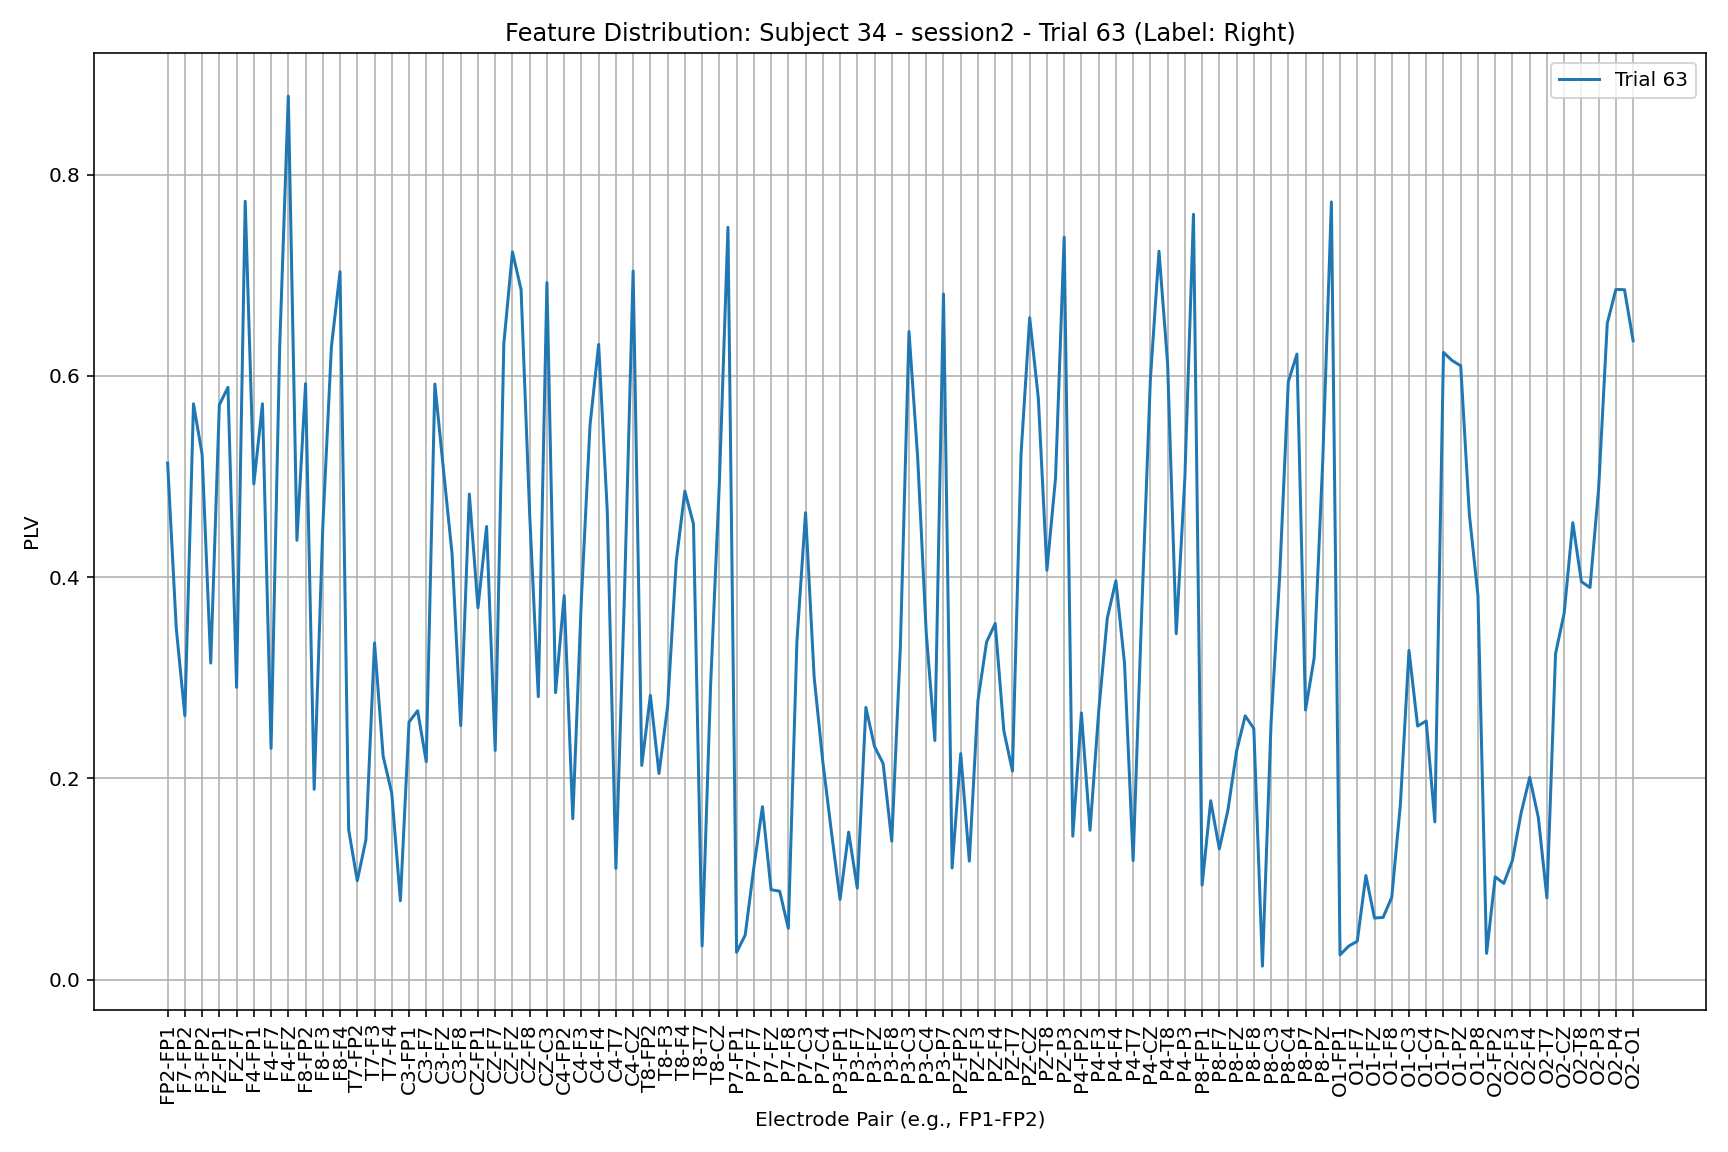 Feature Distribution: Subject 34 - session2 - Trial 63 (Label: Right)
Trial 63
PLV
0.8
0.6
0.4
0.2
0.0
FP2-FP1
F7-FP2
F3-FP2
FZ-FP1
FZ-F7
F4-FP1
F4-F7
F4-FZ
F8-FP2
F8-F3
F8-F4
T7-FP2
T7-F3
T7-F4
C3-FP1
C3-F7
C3-FZ
C3-F8
CZ-FP1
CZ-F7
CZ-FZ
CZ-F8
CZ-C3
C4-FP2
C4-F3
C4-F4
C4-T7
C4-CZ
T8-FP2
T8-F3
T8-F4
T8-T7
T8-CZ
P7-FP1
P7-F7
P7-FZ
P7-F8
P7-C3
P7-C4
P3-FP1
P3-F7
P3-FZ
P3-F8
P3-C3
P3-C4
P3-P7
PZ-FP2
PZ-F3
PZ-F4
PZ-T7
PZ-CZ
PZ-T8
PZ-P3
P4-FP2
P4-F3
P4-F4
P4-T7
P4-CZ
P4-T8
P4-P3
P8-FP1
P8-F7
P8-FZ
P8-F8
P8-C3
P8-C4
P8-P7
P8-PZ
O1-FP1
O1-F7
O1-FZ
O1-F8
O1-C3
O1-C4
O1-P7
O1-PZ
O1-P8
O2-FP2
O2-F3
O2-F4
O2-T7
O2-CZ
O2-T8
O2-P3
O2-P4
O2-O1
Electrode Pair (e.g., FP1-FP2)